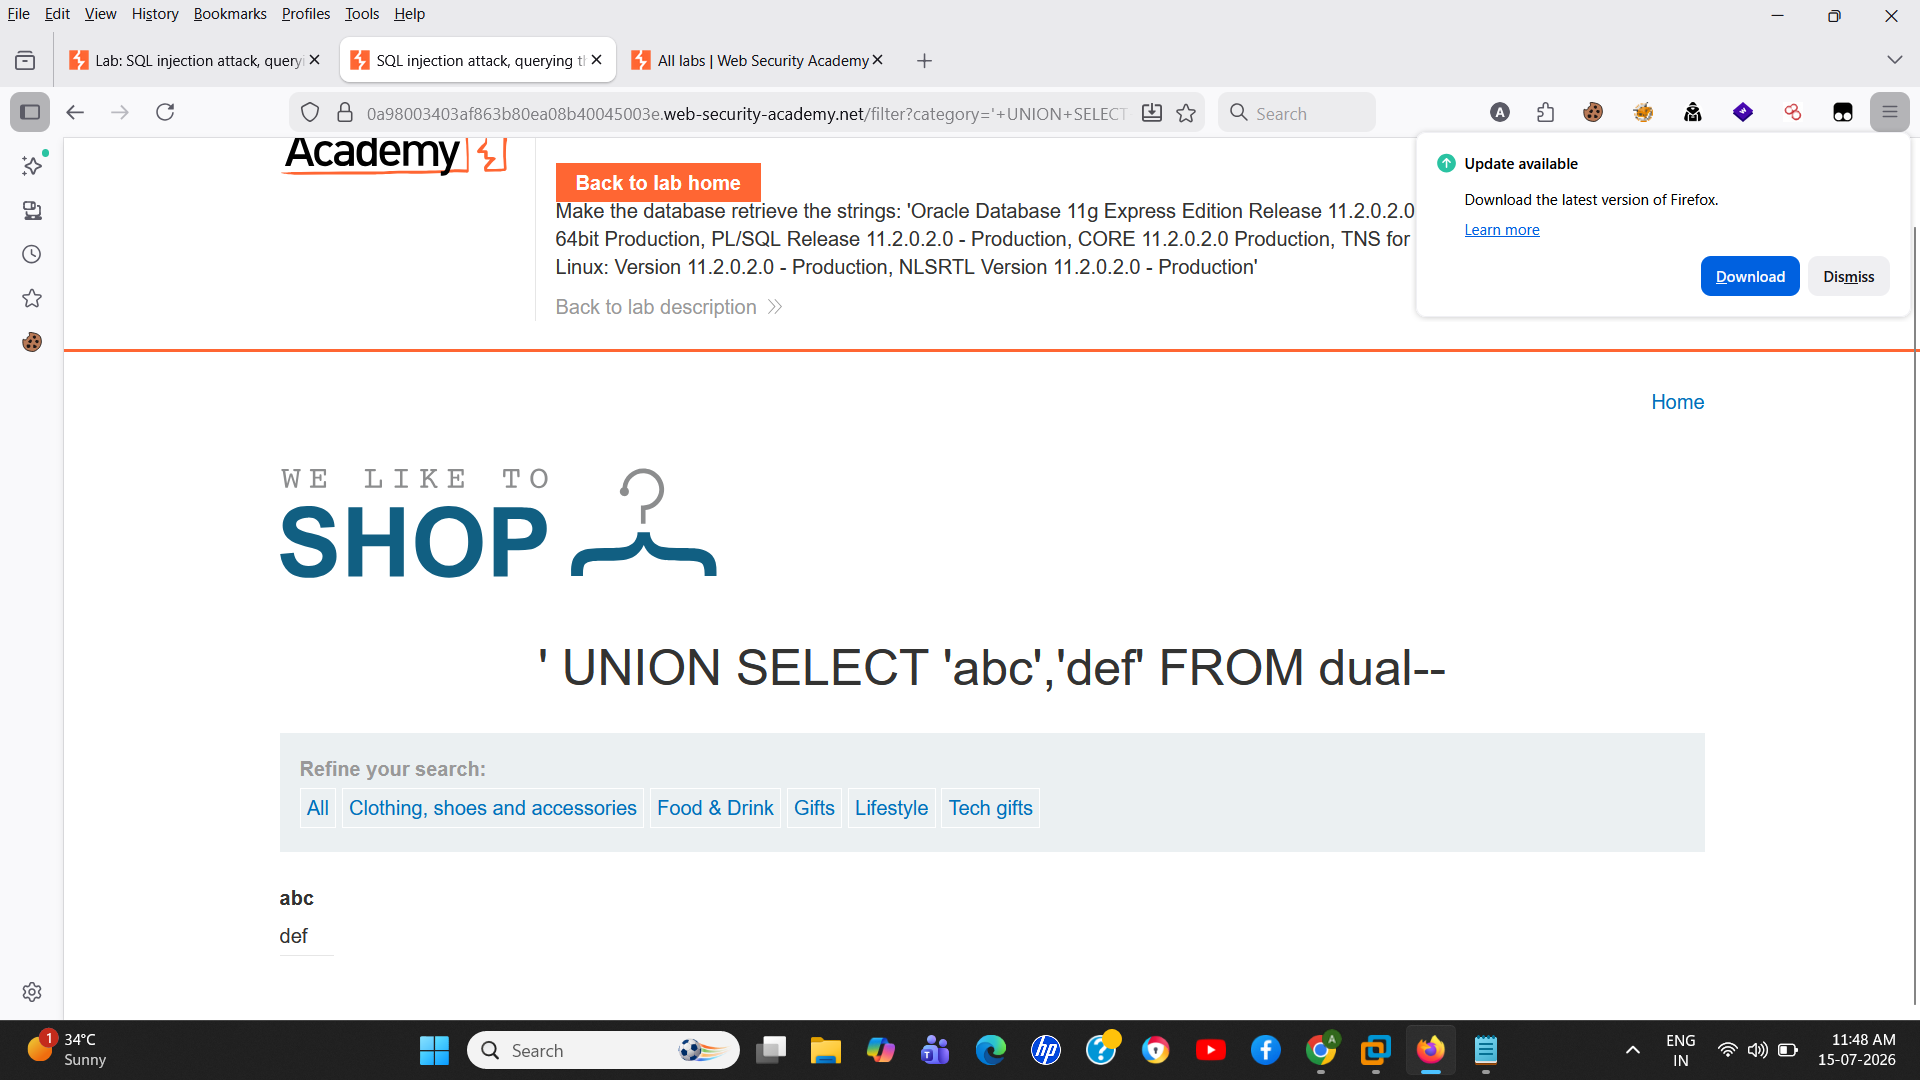 File Edit View History Bookmarks Profiles Tools Help
Lab: SQL injection attack, queryi
SQL injection attack, querying th
All labs | Web Security Academy
0a98003403af863b80ea08b40045003e.web-security-academy.net/filter?category='+UNION+SELECT
Search
A
Update available
Download the latest version of Firefox.
Learn more
Download Dismiss
Academy
Back to lab home
Make the database retrieve the strings: 'Oracle Database 11g Express Edition Release 11.2.0.2.0
64bit Production, PL/SQL Release 11.2.0.2.0 - Production, CORE 11.2.0.2.0 Production, TNS for
Linux: Version 11.2.0.2.0 - Production, NLSRTL Version 11.2.0.2.0 - Production'
Back to lab description
Home
WE LIKE TO
SHOP
' UNION SELECT 'abc','def' FROM dual--
Refine your search:
All Clothing, shoes and accessories Food & Drink Gifts Lifestyle Tech gifts
abc
def
1
34°C
Sunny
Search
hp
A
ENG
IN
11:48 AM
15-07-2026